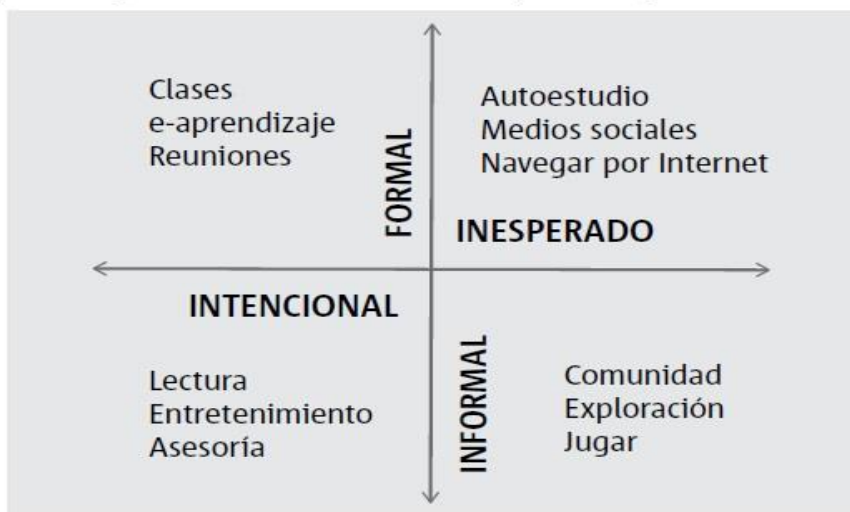 Clases
e-aprendizaje
Reuniones
FORMAL
Autoestudio
Medios sociales
Navegar por Internet
INESPERADO
INTENCIONAL
Lectura
Entretenimiento
Asesoría
INFORMAL
Comunidad
Exploración
Jugar